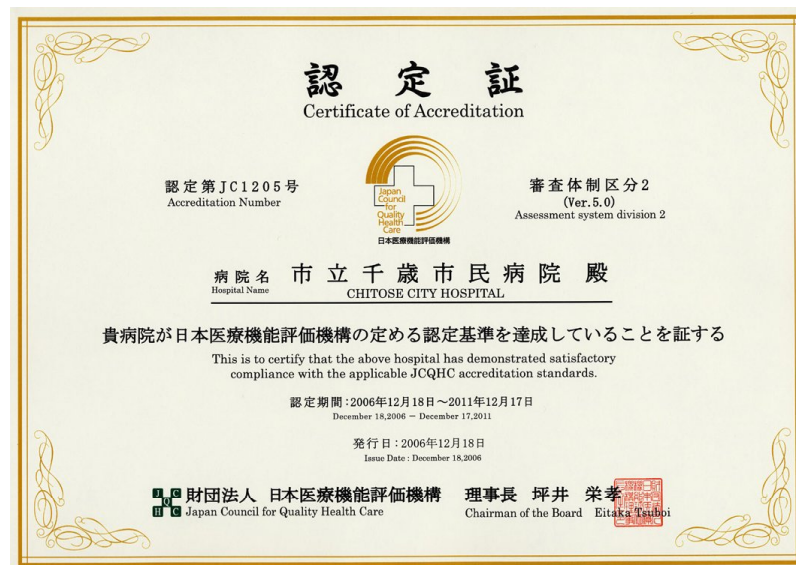 認定証
Certificate of Accreditation
認定第JC1205号
Accreditation Number
Japan
Council
for
Quality
Health
Care
日本医療機能評価機構
審査体制区分2
(Ver.5.0)
Assessment system division 2
病院名 市立千歳市民病院 殿
Hospital Name CHITOSE CITY HOSPITAL
貴病院が日本医療機能評価機構の定める認定基準を達成していることを証する
This is to certify that the above hospital has demonstrated satisfactory
compliance with the applicable JCQHC accreditation standards.
認定期間:2006年12月18日~2011年12月17日
December 18,2006 - December 17,2011
発行日:2006年12月18日
Issue Date : December 18,2006
JCQHC 財団法人 日本医療機能評価機構 理事長 坪井 栄孝
Japan Council for Quality Health Care Chairman of the Board Eitaka Tsuboi